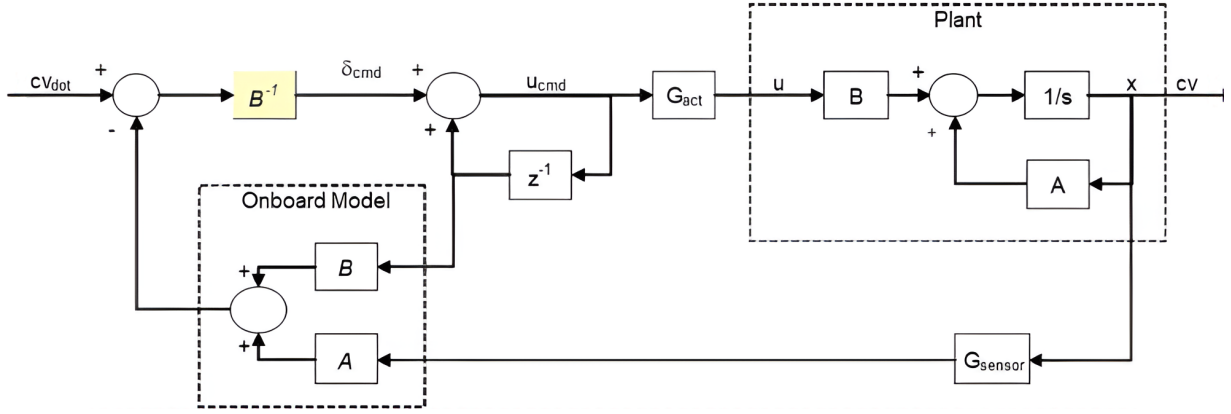 Plant
cv_dot
+
-
B^-1
δ_cmd
+
+
u_cmd
G_act
u
B
+
+
1/s
x
cv
z^-1
A
Onboard Model
+
B
+
A
G_sensor